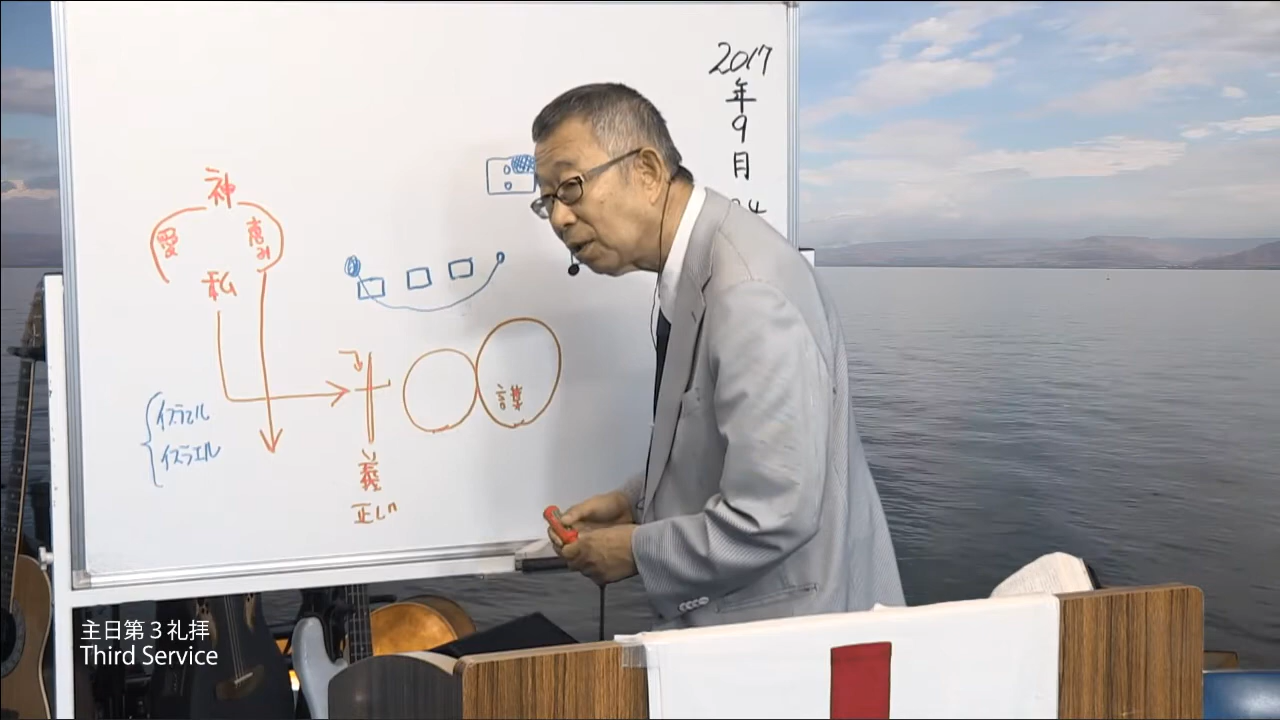 2017
年
9
月
24
神
愛
恵み
私
言葉
イスラエル
イスラエル
義
正しい
主日第3礼拝
Third Service